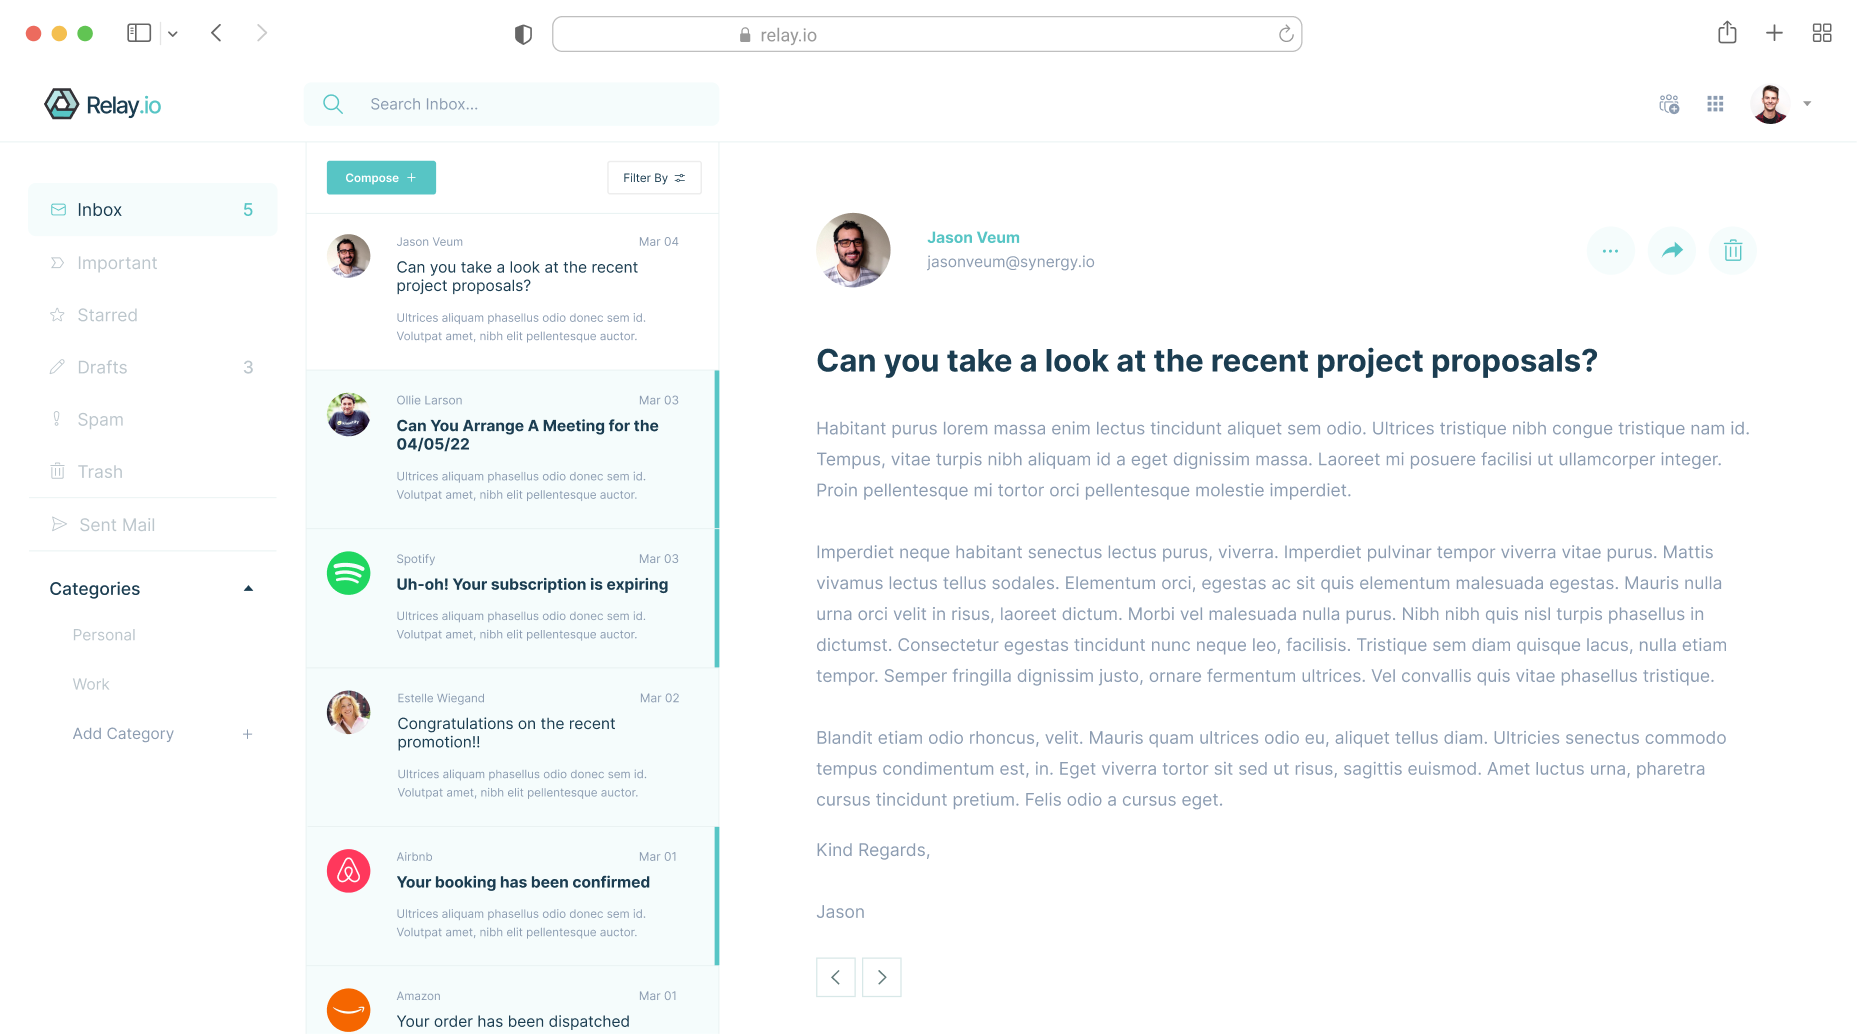 relay.io
Relay.io
Search Inbox...
Inbox 5
Important
Starred
Drafts 3
Spam
Trash
Sent Mail
Categories
Personal
Work
Add Category +
Compose +
Filter By
Jason Veum Mar 04
Can you take a look at the recent
project proposals?
Ultrices aliquam phasellus odio donec sem id.
Volutpat amet, nibh elit pellentesque auctor.
Ollie Larson Mar 03
Can You Arrange A Meeting for the
04/05/22
Ultrices aliquam phasellus odio donec sem id.
Volutpat amet, nibh elit pellentesque auctor.
Spotify Mar 03
Uh-oh! Your subscription is expiring
Ultrices aliquam phasellus odio donec sem id.
Volutpat amet, nibh elit pellentesque auctor.
Estelle Wiegand Mar 02
Congratulations on the recent
promotion!!
Ultrices aliquam phasellus odio donec sem id.
Volutpat amet, nibh elit pellentesque auctor.
Airbnb Mar 01
Your booking has been confirmed
Ultrices aliquam phasellus odio donec sem id.
Volutpat amet, nibh elit pellentesque auctor.
Amazon Mar 01
Your order has been dispatched
Jason Veum
jasonveum@synergy.io
Can you take a look at the recent project proposals?
Habitant purus lorem massa enim lectus tincidunt aliquet sem odio. Ultrices tristique nibh congue tristique nam id.
Tempus, vitae turpis nibh aliquam id a eget dignissim massa. Laoreet mi posuere facilisi ut ullamcorper integer.
Proin pellentesque mi tortor orci pellentesque molestie imperdiet.
Imperdiet neque habitant senectus lectus purus, viverra. Imperdiet pulvinar tempor viverra vitae purus. Mattis
vivamus lectus tellus sodales. Elementum orci, egestas ac sit quis elementum malesuada egestas. Mauris nulla
urna orci velit in risus, laoreet dictum. Morbi vel malesuada nulla purus. Nibh nibh quis nisl turpis phasellus in
dictumst. Consectetur egestas tincidunt nunc neque leo, facilisis. Tristique sem diam quisque lacus, nulla etiam
tempor. Semper fringilla dignissim justo, ornare fermentum ultrices. Vel convallis quis vitae phasellus tristique.
Blandit etiam odio rhoncus, velit. Mauris quam ultrices odio eu, aliquet tellus diam. Ultricies senectus commodo
tempus condimentum est, in. Eget viverra tortor sit sed ut risus, sagittis euismod. Amet luctus urna, pharetra
cursus tincidunt pretium. Felis odio a cursus eget.
Kind Regards,
Jason